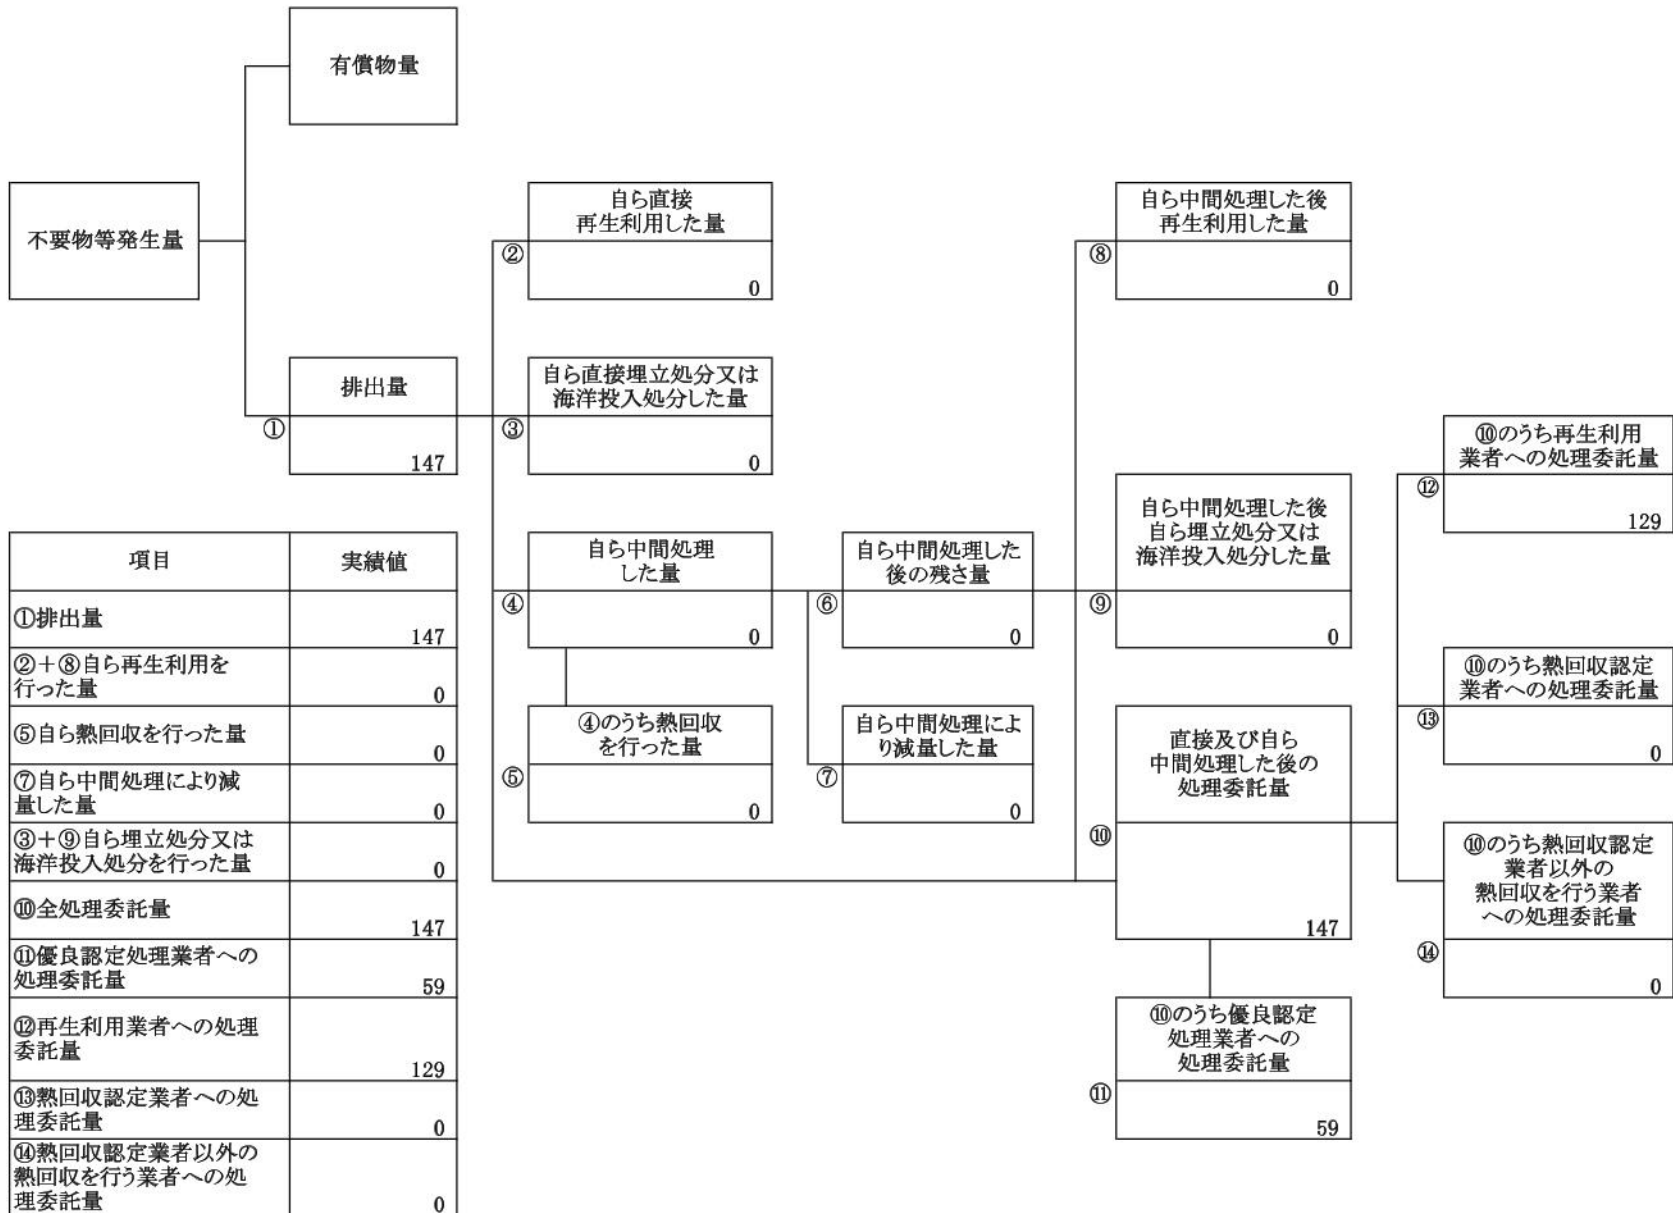 有償物量
不要物等発生量
自ら直接
再生利用した量
②
0
自ら中間処理した後
再生利用した量
⑧
0
排出量
①
147
自ら直接埋立処分又は
海洋投入処分した量
③
0
⑩のうち再生利用
業者への処理委託量
⑫
129
自ら中間処理
した量
④
0
自ら中間処理した
後の残さ量
⑥
0
自ら中間処理した後
自ら埋立処分又は
海洋投入処分した量
⑨
0
⑩のうち熱回収認定
業者への処理委託量
⑬
0
④のうち熱回収
を行った量
⑤
0
自ら中間処理によ
り減量した量
⑦
0
直接及び自ら
中間処理した後の
処理委託量
⑩
147
⑩のうち熱回収認定
業者以外の
熱回収を行う業者
への処理委託量
⑭
0
⑩のうち優良認定
処理業者への
処理委託量
⑪
59
項目
実績値
①排出量
147
②＋⑧自ら再生利用を
行った量
0
⑤自ら熱回収を行った量
0
⑦自ら中間処理により減
量した量
0
③＋⑨自ら埋立処分又は
海洋投入処分を行った量
0
⑩全処理委託量
147
⑪優良認定処理業者への
処理委託量
59
⑫再生利用業者への処理
委託量
129
⑬熱回収認定業者への処
理委託量
0
⑭熱回収認定業者以外の
熱回収を行う業者への処
理委託量
0